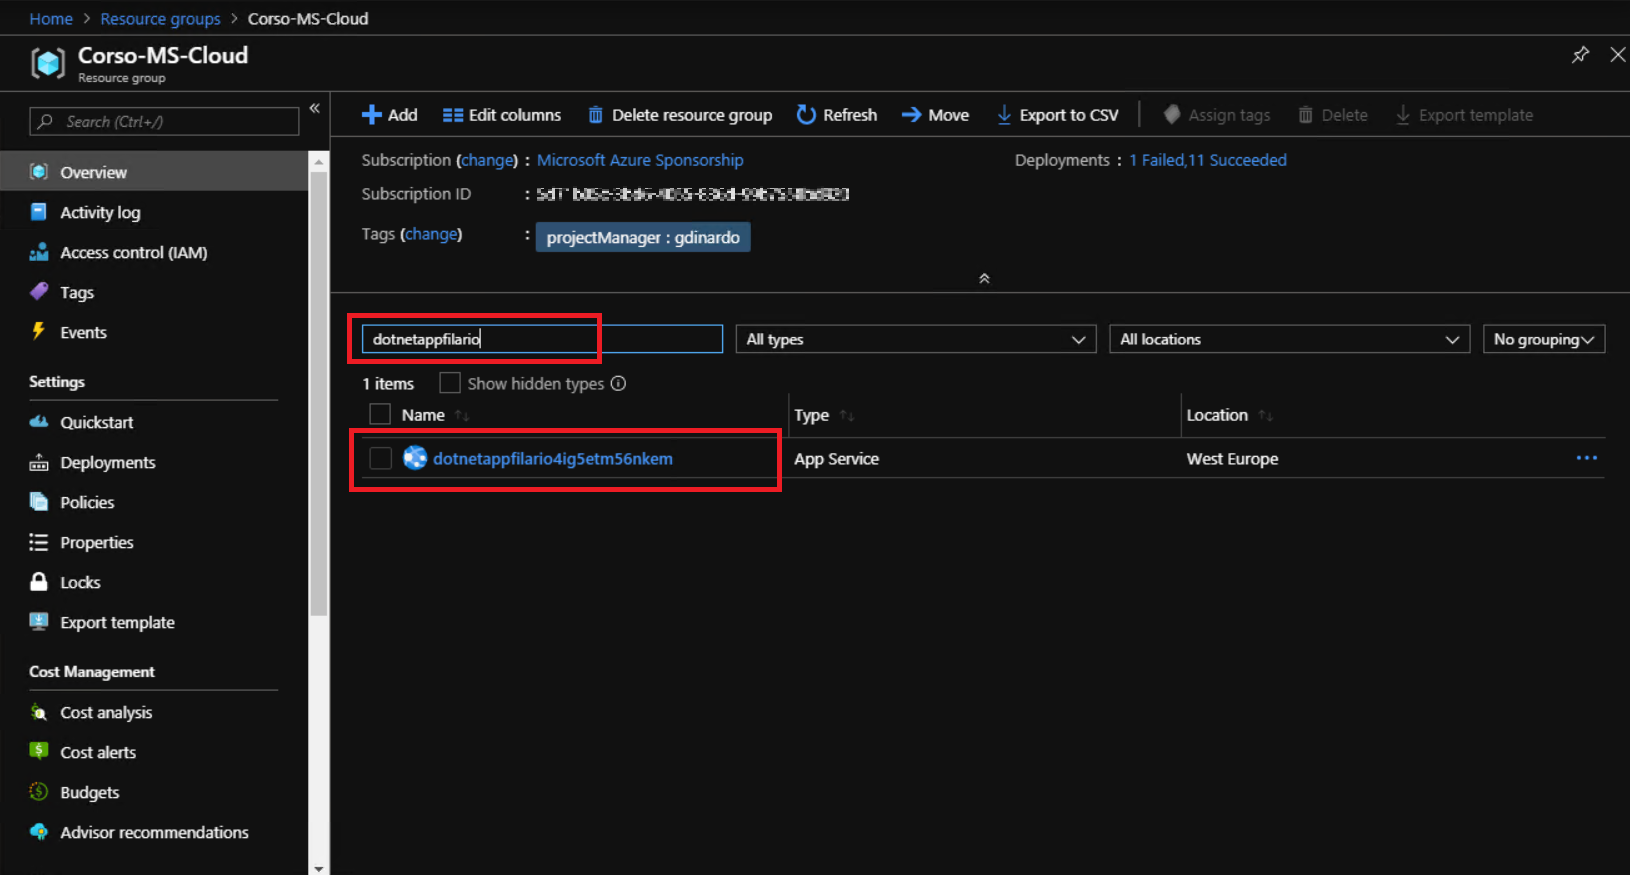 Home > Resource groups > Corso-MS-Cloud
Corso-MS-Cloud
Resource group
Search (Ctrl+/)
«
Overview
Activity log
Access control (IAM)
Tags
Events
Settings
Quickstart
Deployments
Policies
Properties
Locks
Export template
Cost Management
Cost analysis
Cost alerts
Budgets
Advisor recommendations
Add Edit columns Delete resource group Refresh Move Export to CSV Assign tags Delete Export template
Subscription (change) : Microsoft Azure Sponsorship Deployments : 1 Failed,11 Succeeded
Subscription ID :
Tags (change) : projectManager : gdinardo
dotnetappfilario All types All locations No grouping
1 items Show hidden types
Name Type Location
dotnetappfilario4ig5etm56nkem App Service West Europe